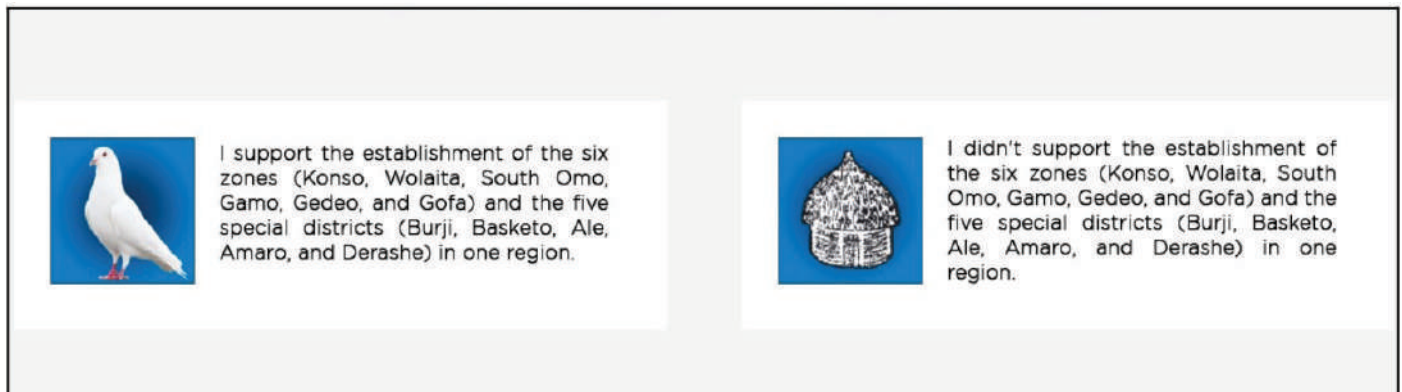 I support the establishment of the six
zones (Konso, Wolaita, South Omo,
Gamo, Gedeo, and Gofa) and the five
special districts (Burji, Basketo, Ale,
Amaro, and Derashe) in one region.
I didn't support the establishment of
the six zones (Konso, Wolaita, South
Omo, Gamo, Gedeo, and Gofa) and the
five special districts (Burji, Basketo,
Ale, Amaro, and Derashe) in one
region.